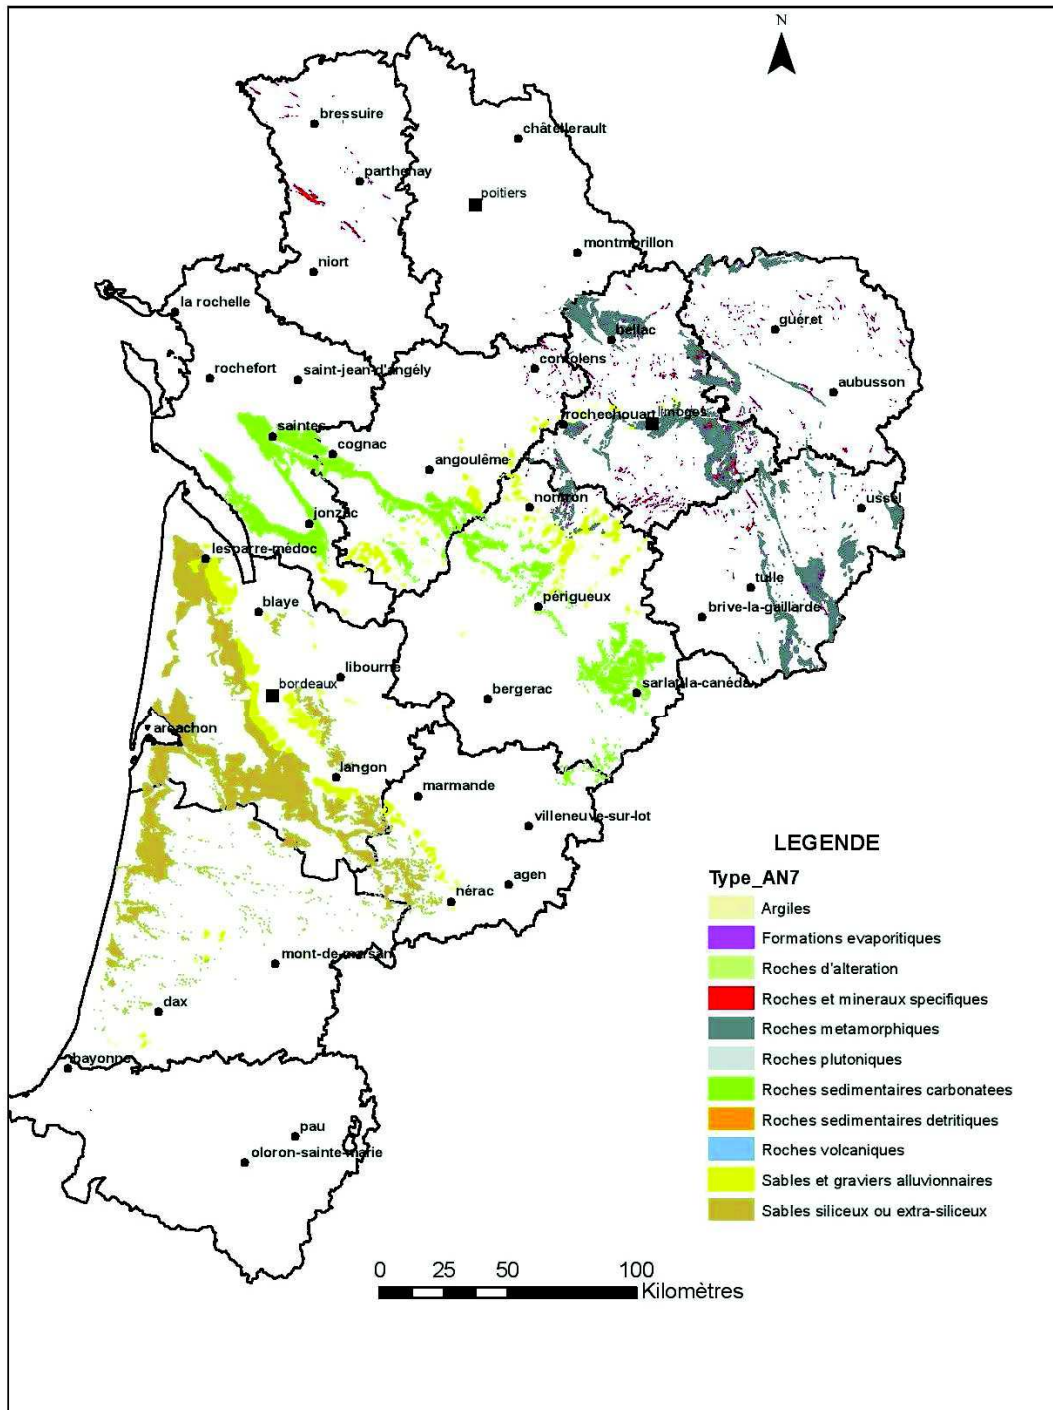 N
bressuire
châtellerault
parthenay
poitiers
montmorillon
niort
la rochelle
guéret
bellac
confolens
rochefort
saint-jean-d'angély
aubusson
rochechouart
limoges
saintes
cognac
angoulême
nontron
ussel
jonzac
lesparre-médoc
tulle
blaye
périgueux
brive-la-gaillarde
libourne
bordeaux
bergerac
sarlat-la-canéda
arcachon
langon
marmande
villeneuve-sur-lot
agen
nérac
mont-de-marsan
dax
bayonne
pau
oloron-sainte-marie
LEGENDE
Type_AN7
Argiles
Formations evaporitiques
Roches d'alteration
Roches et mineraux specifiques
Roches metamorphiques
Roches plutoniques
Roches sedimentaires carbonatees
Roches sedimentaires detritiques
Roches volcaniques
Sables et graviers alluvionnaires
Sables siliceux ou extra-siliceux
0 25 50 100
Kilomètres